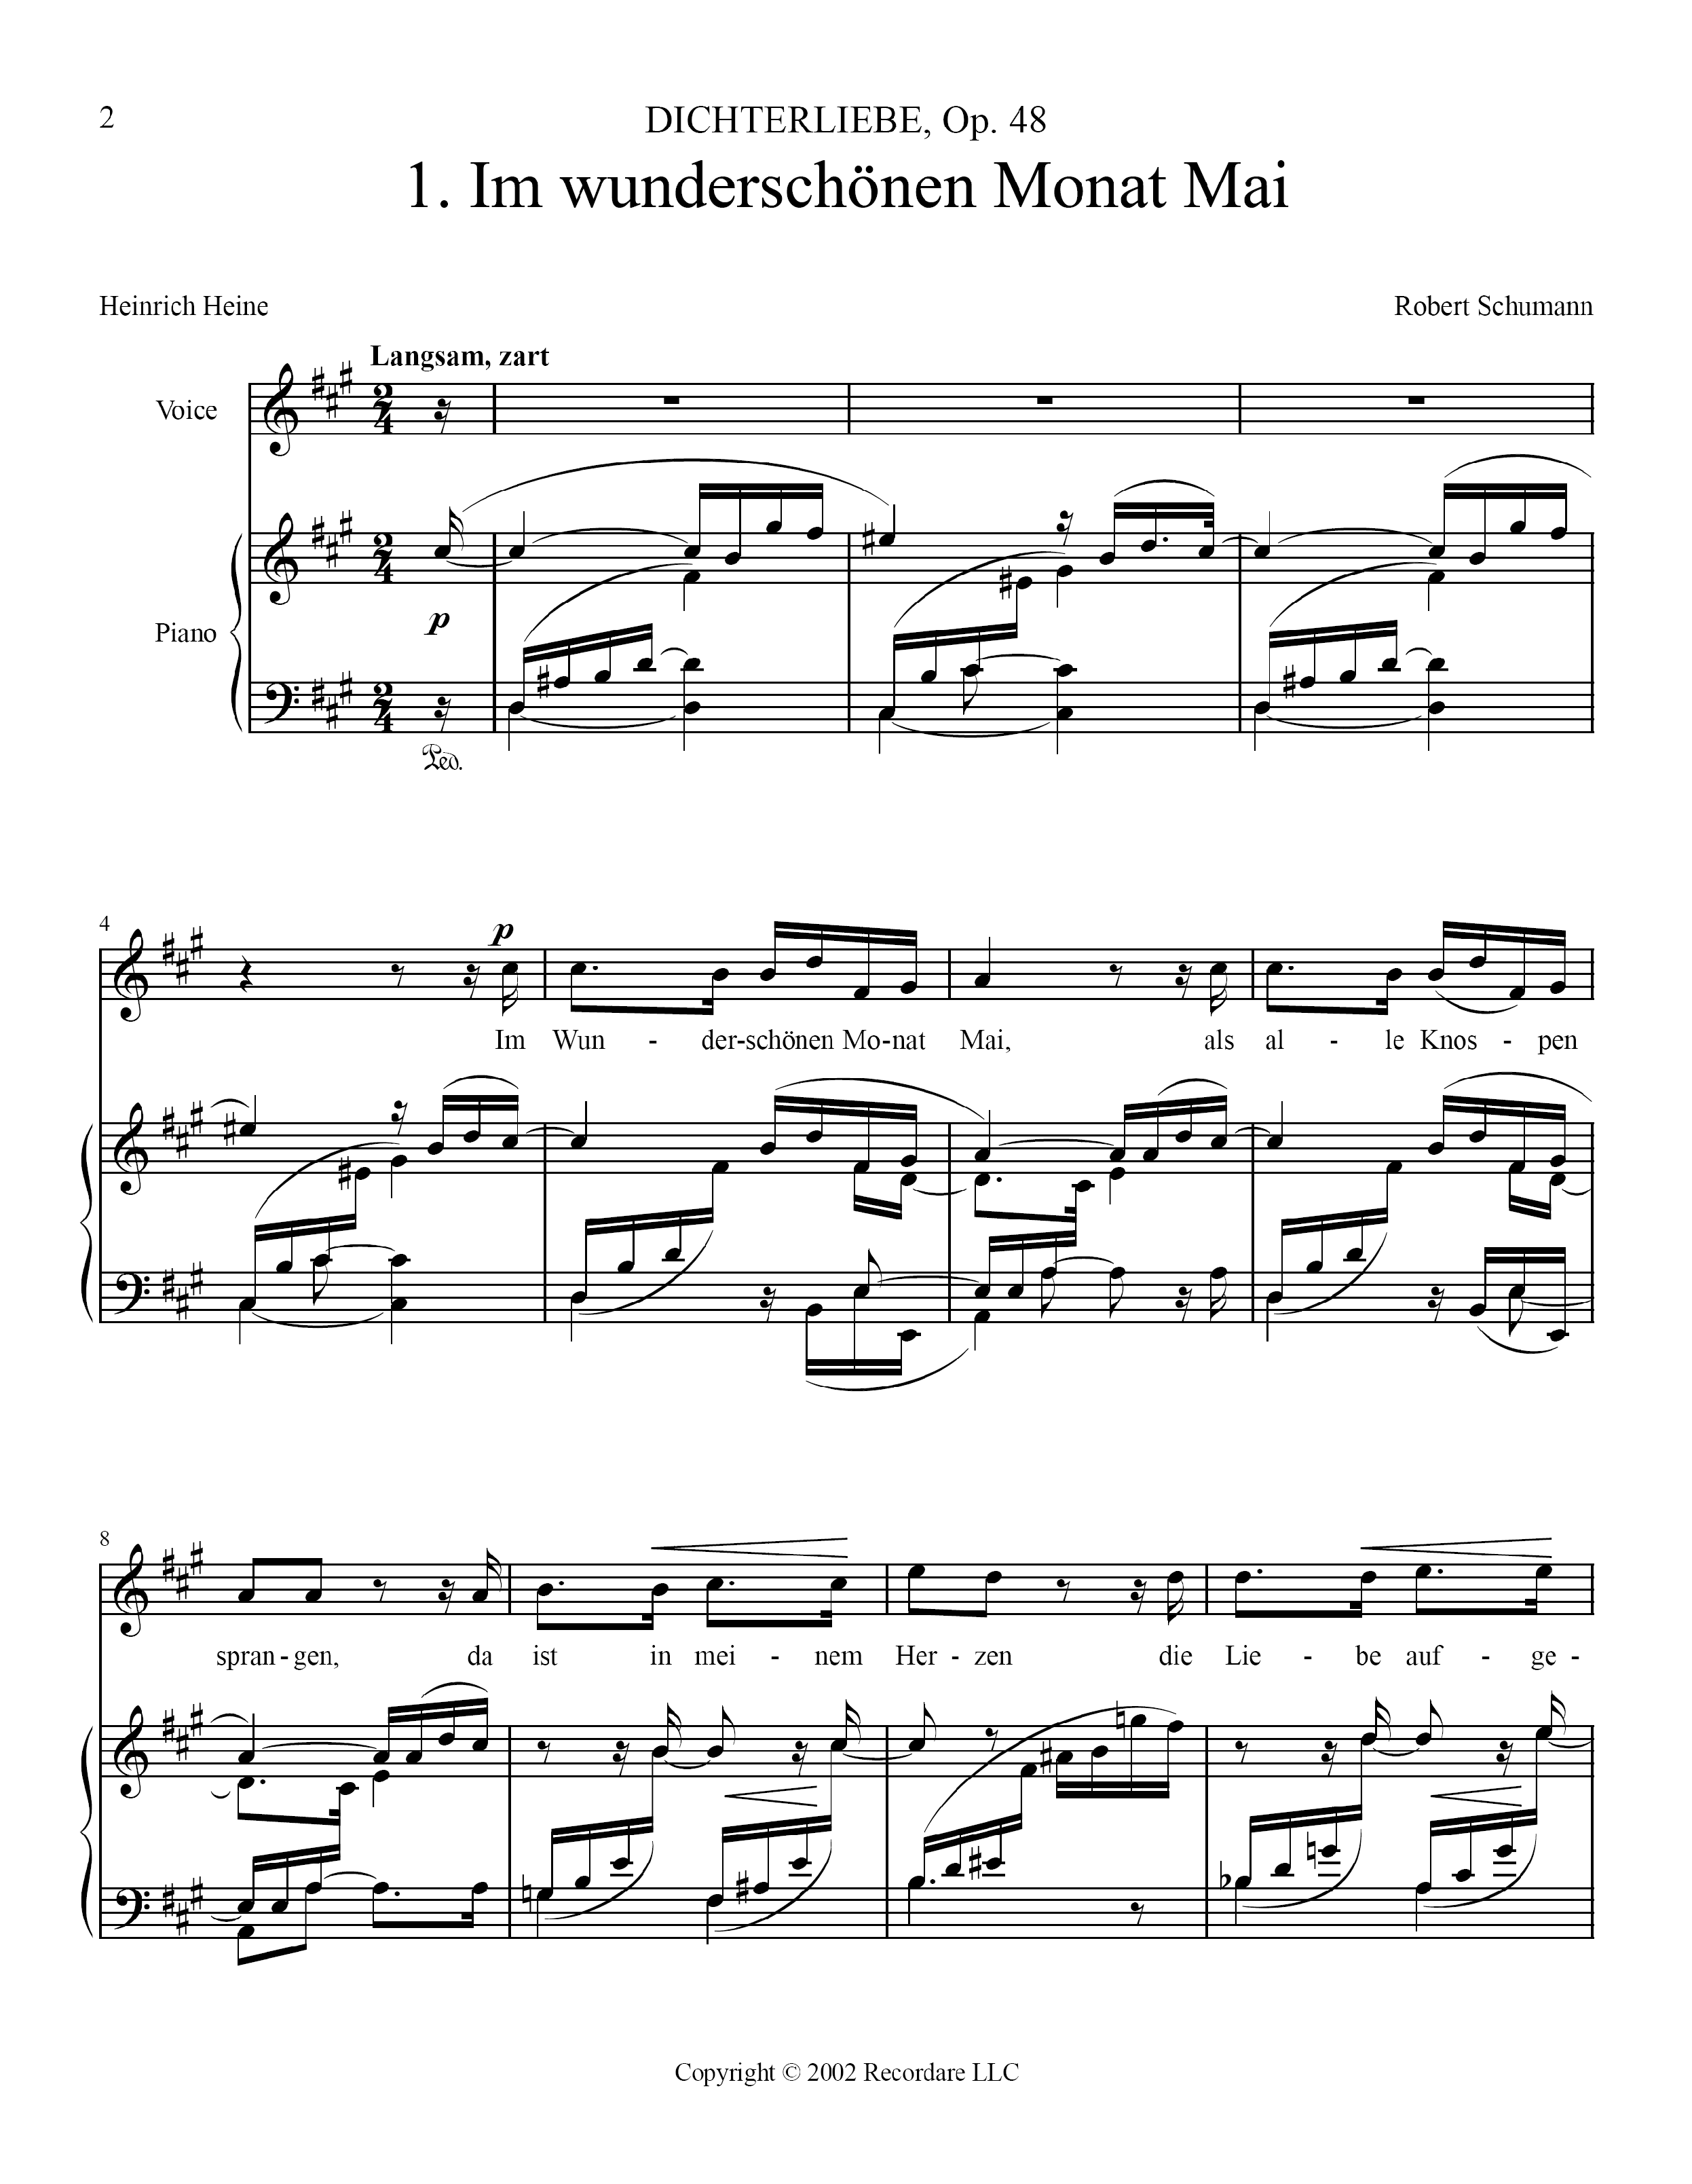 2
DICHTERLIEBE, Op. 48
1. Im wunderschönen Monat Mai
Heinrich Heine
Robert Schumann
Langsam, zart
Voice
Piano
p
Ped.
4
p
Im Wun - der-schönen Mo-nat Mai, als al - le Knos - pen
8
spran-gen, da ist in mei - nem Her - zen die Lie - be auf - ge -
Copyright © 2002 Recordare LLC